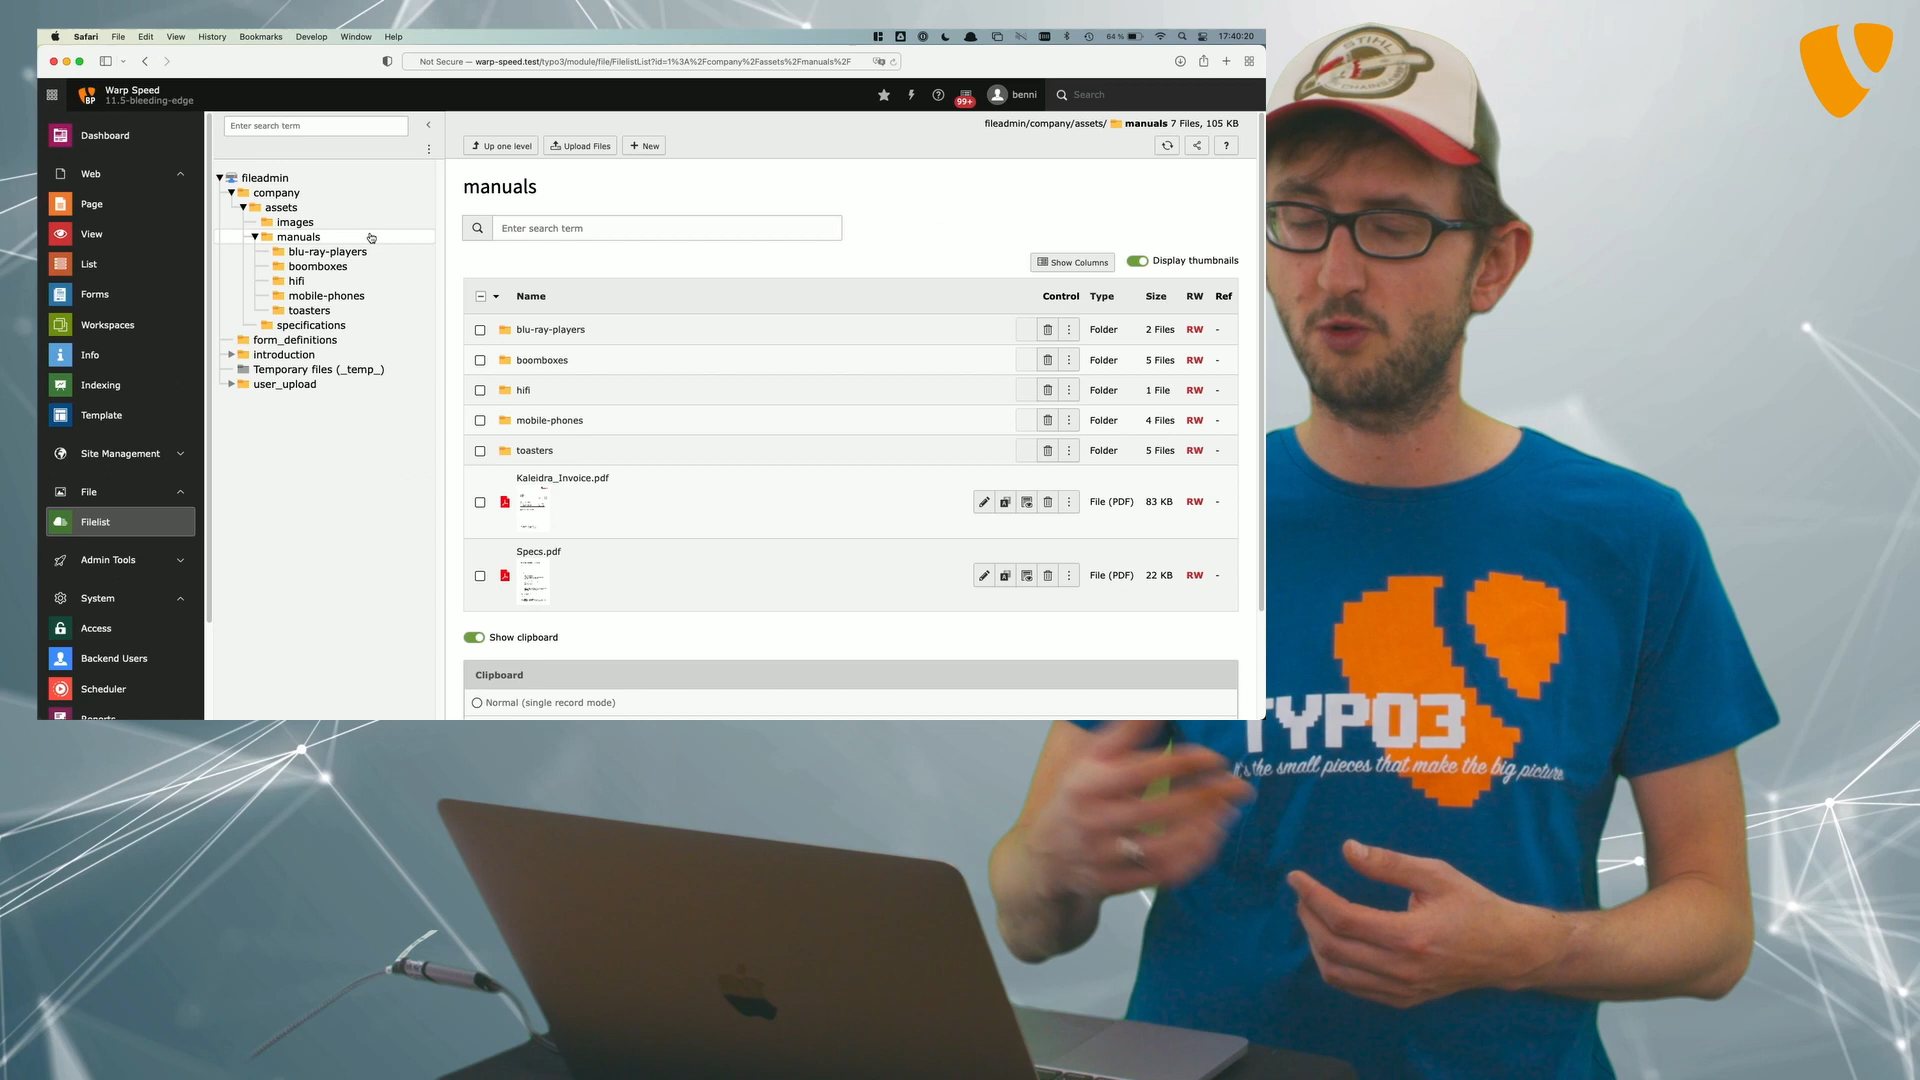 Safari File Edit View History Bookmarks Develop Window Help 64 % 17:40:20
Not Secure — warp-speed.test/typo3/module/file/FilelistList?id=1%3A%2Fcompany%2Fassets%2Fmanuals%2F
BP Warp Speed
11.5-bleeding-edge
99+ benni Search
Enter search term
fileadmin/company/assets/ manuals 7 Files, 105 KB
Up one level Upload Files New ?
Dashboard
Web
Page
View
List
Forms
Workspaces
Info
Indexing
Template
Site Management
File
Filelist
Admin Tools
System
Access
Backend Users
Scheduler
Reports
fileadmin
company
assets
images
manuals
blu-ray-players
boomboxes
hifi
mobile-phones
toasters
specifications
form_definitions
introduction
Temporary files (_temp_)
user_upload
manuals
Enter search term
Show Columns Display thumbnails
Name Control Type Size RW Ref
blu-ray-players Folder 2 Files RW -
boomboxes Folder 5 Files RW -
hifi Folder 1 File RW -
mobile-phones Folder 4 Files RW -
toasters Folder 5 Files RW -
Kaleidra_Invoice.pdf File (PDF) 83 KB RW -
Specs.pdf File (PDF) 22 KB RW -
Show clipboard
Clipboard
Normal (single record mode)
STIHL
TYPO3
It's the small pieces that make the big picture